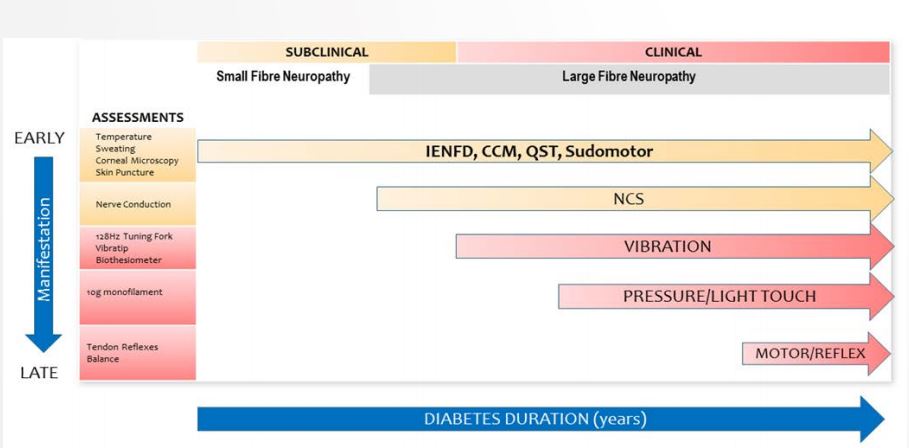 SUBCLINICAL
CLINICAL
Small Fibre Neuropathy
Large Fibre Neuropathy
ASSESSMENTS
EARLY
Manifestation
LATE
Temperature
Sweating
Corneal Microscopy
Skin Puncture
IENFD, CCM, QST, Sudomotor
Nerve Conduction
NCS
128Hz Tuning Fork
Vibratip
Biothesiometer
VIBRATION
10g monofilament
PRESSURE/LIGHT TOUCH
Tendon Reflexes
Balance
MOTOR/REFLEX
DIABETES DURATION (years)